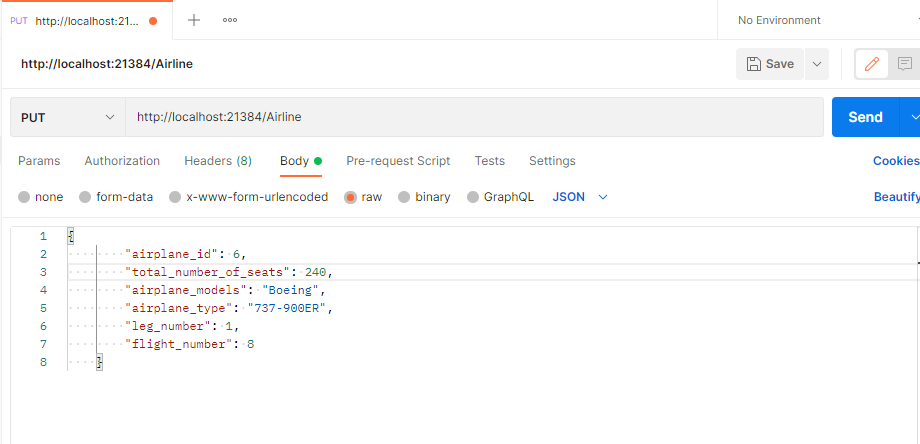 PUT http://localhost:21... No Environment
http://localhost:21384/Airline Save
PUT http://localhost:21384/Airline Send
Params Authorization Headers (8) Body Pre-request Script Tests Settings Cookies
none form-data x-www-form-urlencoded raw binary GraphQL JSON Beautify
1 {
2 "airplane_id": 6,
3 "total_number_of_seats": 240,
4 "airplane_models": "Boeing",
5 "airplane_type": "737-900ER",
6 "leg_number": 1,
7 "flight_number": 8
8 }